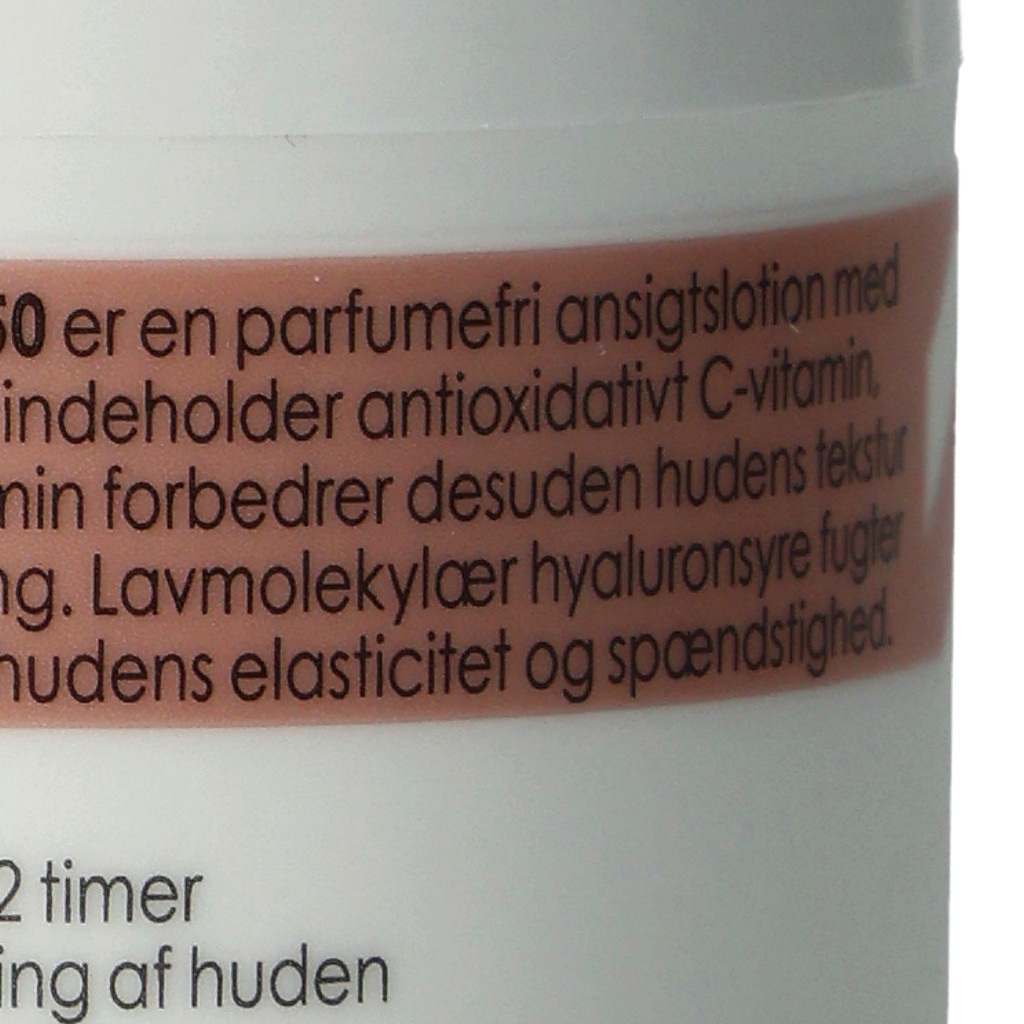 50 er en parfumefri ansigtslotion med
indeholder antioxidativt C-vitamin,
min forbedrer desuden hudens tekstur
ng. Lavmolekylær hyaluronsyre fugter
hudens elasticitet og spændstighed.
2 timer
ing af huden